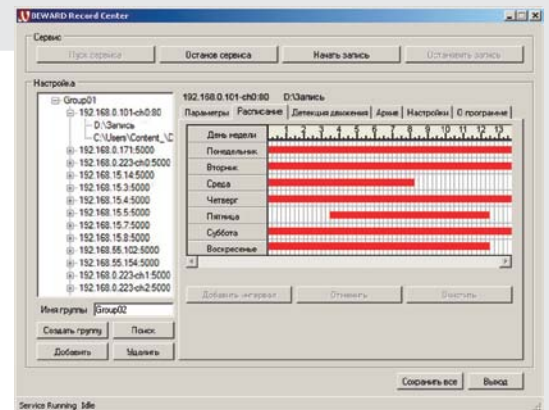 DEWARD Record Center
Сервис
Пуск сервиса Останов сервиса Начать запись Остановить запись
Настройка
192.168.0.101-ch0:80 D:\Запись
Параметры Расписание Детекция движения Архив Настройки О программе
Group01
192.168.0.101-ch0:80
D:\Запись
C:\Users\Content_\D
192.168.0.171:5000
192.168.0.223-ch0:5000
192.168.15.14:5000
192.168.15.3:5000
192.168.15.4:5000
192.168.15.5:5000
192.168.15.7:5000
192.168.15.8:5000
192.168.55.102:5000
192.168.55.154:5000
192.168.0.223-ch1:5000
192.168.0.223-ch2:5000
День недели 1 2 3 4 5 6 7 8 9 10 11 12 13
Понедельник
Вторник
Среда
Четверг
Пятница
Суббота
Воскресенье
Добавить интервал Отменить Очистить
Имя группы Group02
Создать группу Поиск
Добавить Удалить
Сохранить все Выход
Service Running Idle